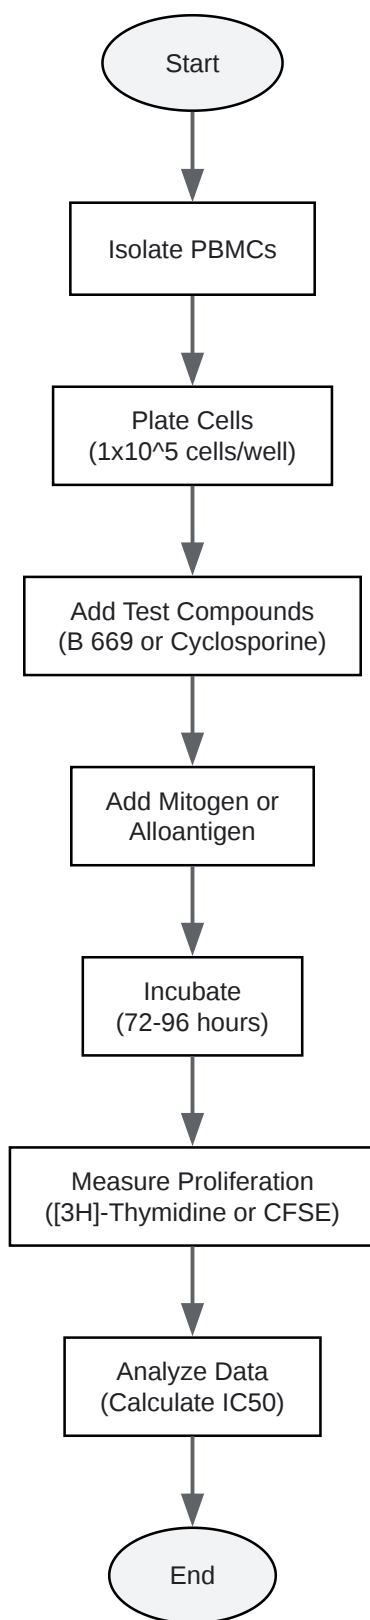 Start
Isolate PBMCs
Plate Cells
(1x10^5 cells/well)
Add Test Compounds
(B 669 or Cyclosporine)
Add Mitogen or
Alloantigen
Incubate
(72-96 hours)
Measure Proliferation
([3H]-Thymidine or CFSE)
Analyze Data
(Calculate IC50)
End